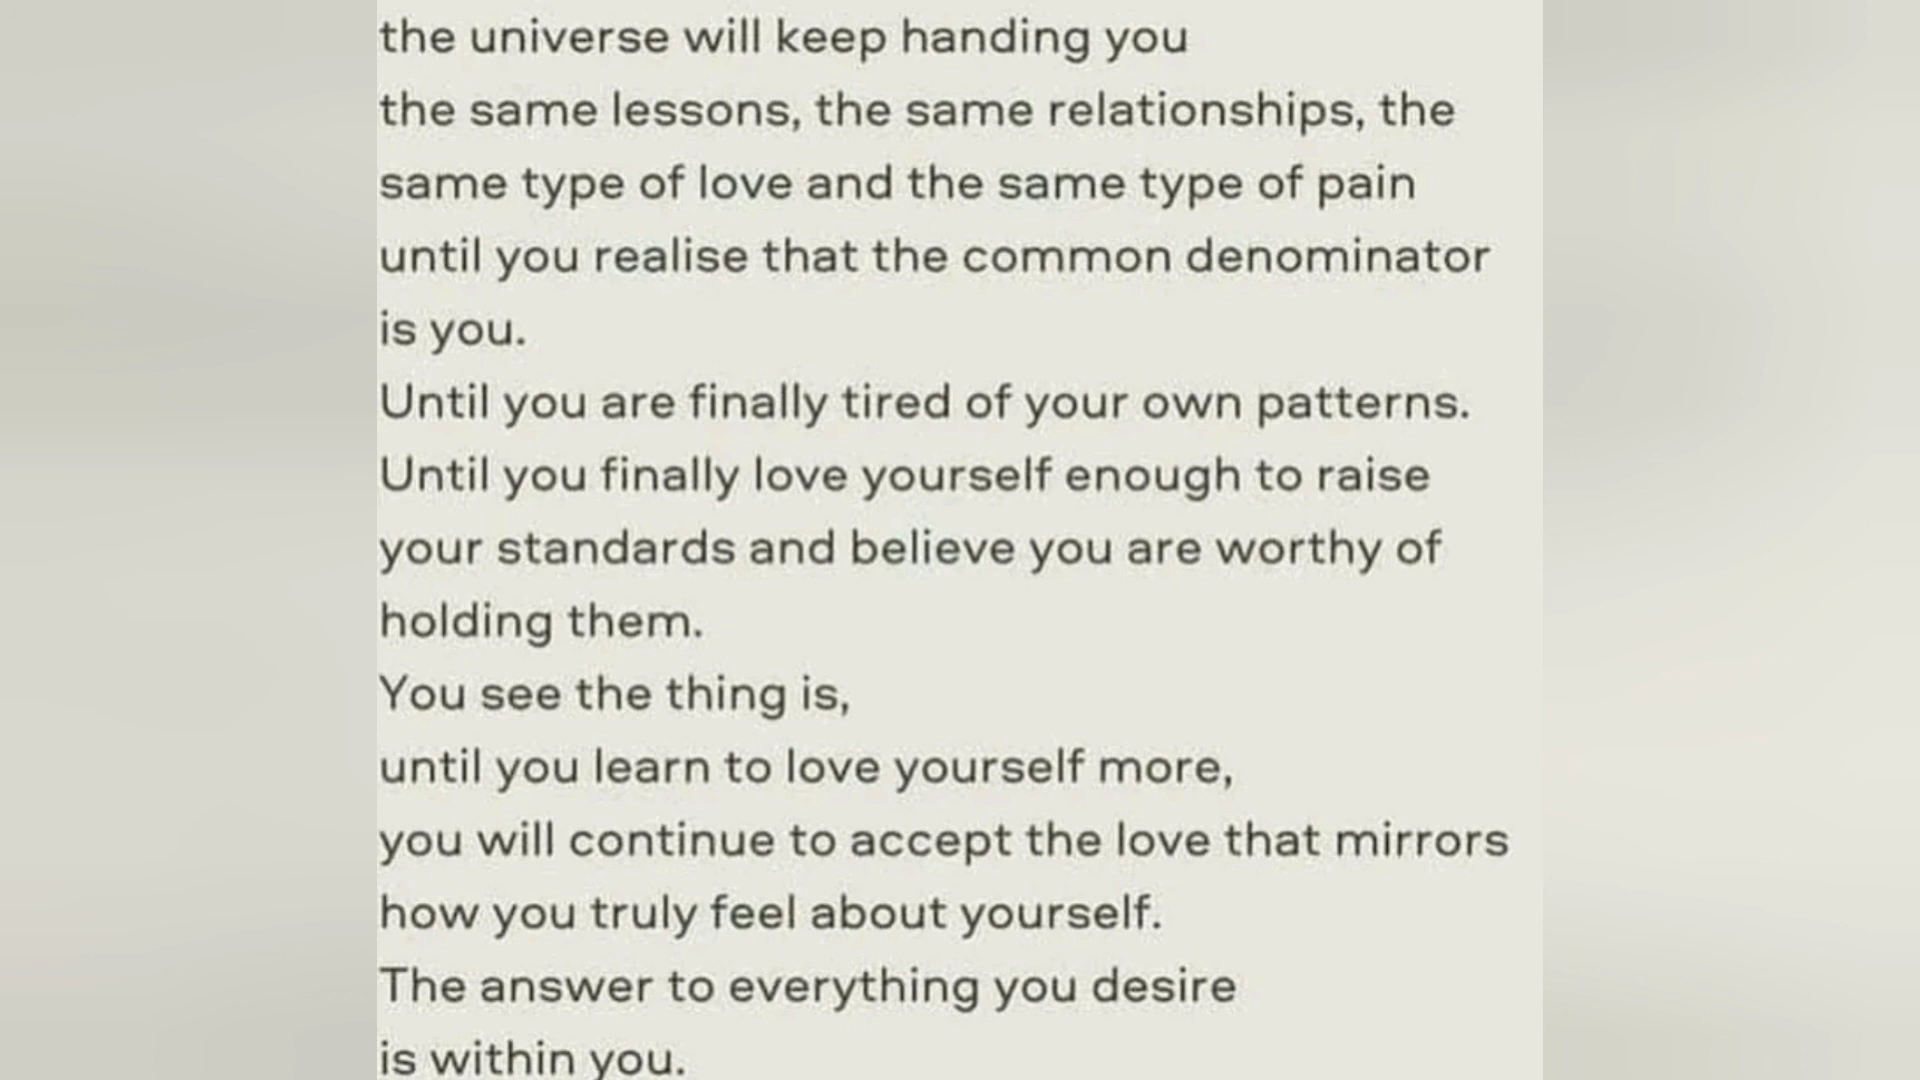 the universe will keep handing you
the same lessons, the same relationships, the
same type of love and the same type of pain
until you realise that the common denominator
is you.
Until you are finally tired of your own patterns.
Until you finally love yourself enough to raise
your standards and believe you are worthy of
holding them.
You see the thing is,
until you learn to love yourself more,
you will continue to accept the love that mirrors
how you truly feel about yourself.
The answer to everything you desire
is within you.